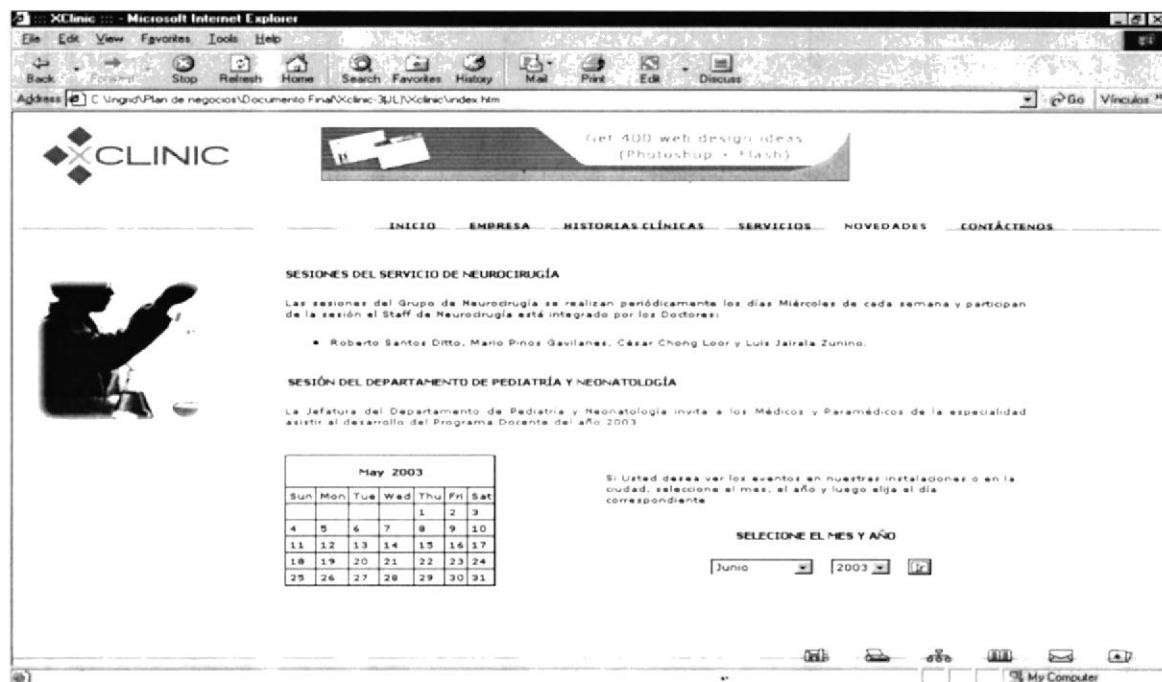 ::: XClinic ::: - Microsoft Internet Explorer
File Edit View Favorites Tools Help
Back Forward Stop Refresh Home Search Favorites History Mail Print Edit Discuss
Address C:\Ingrid\Plan de negocios\Documento Final\Xclinic-3(JL)\Xclinic\index.htm Go Vínculos
XCLINIC
Get 400 web design ideas
(Photoshop + Flash)
INICIO EMPRESA HISTORIAS CLÍNICAS SERVICIOS NOVEDADES CONTÁCTENOS
SESIONES DEL SERVICIO DE NEUROCIRUGÍA
Las sesiones del Grupo de Neurocirugía se realizan periódicamente los días Miércoles de cada semana y participan
de la sesión el Staff de Neurocirugía está integrado por los Doctores:
• Roberto Santos Ditto, Mario Pinos Gavilanes, César Chong Loor y Luis Jairala Zunino.
SESIÓN DEL DEPARTAMENTO DE PEDIATRÍA Y NEONATOLOGÍA
La Jefatura del Departamento de Pediatría y Neonatología invita a los Médicos y Paramédicos de la especialidad
asistir al desarrollo del Programa Docente del año 2003
May 2003
Sun Mon Tue Wed Thu Fri Sat
1 2 3
4 5 6 7 8 9 10
11 12 13 14 15 16 17
18 19 20 21 22 23 24
25 26 27 28 29 30 31
Si Usted desea ver los eventos en nuestras instalaciones o en la
ciudad, seleccione el mes, el año y luego elija el día
correspondiente
SELECCIONE EL MES Y AÑO
Junio 2003 Ir
My Computer